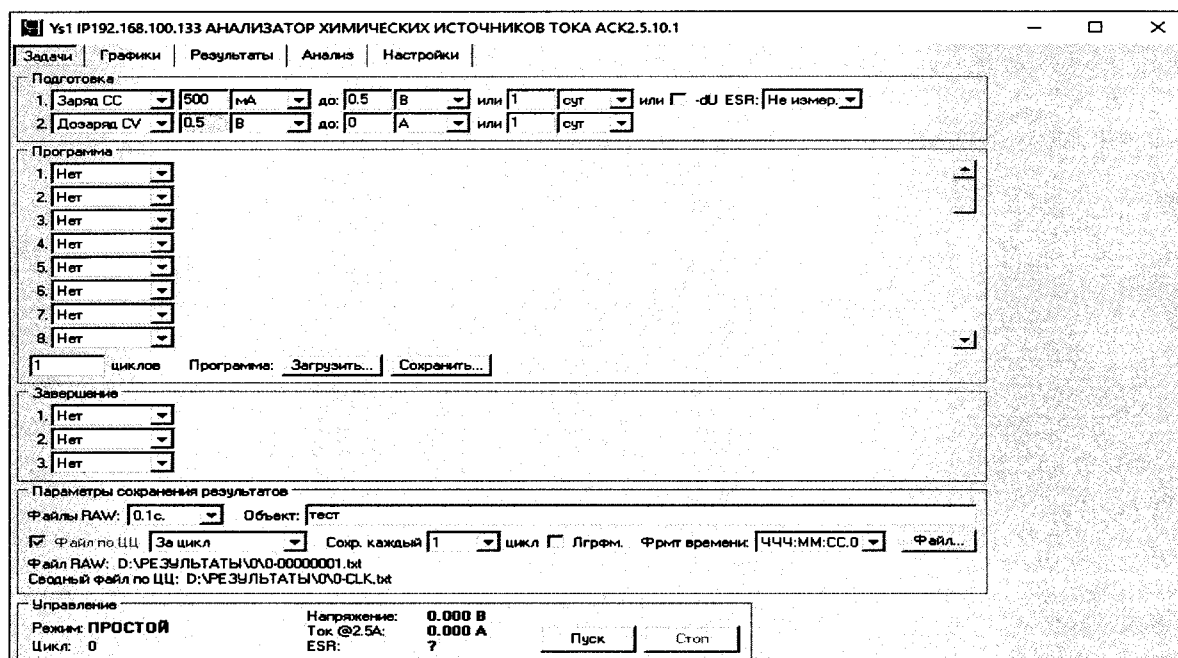 Ys1 IP192.168.100.133 АНАЛИЗАТОР ХИМИЧЕСКИХ ИСТОЧНИКОВ ТОКА АСК2.5.10.1
Задачи Графики Результаты Анализ Настройки
Подготовка
1. Заряд CC 500 мА до: 0.5 В или 1 сут или -dU ESR: Не измер.
2. Дозаряд CV 0.5 В до: 0 А или 1 сут
Программа
1. Нет
2. Нет
3. Нет
4. Нет
5. Нет
6. Нет
7. Нет
8. Нет
1 циклов Программа: Загрузить... Сохранить...
Завершение
1. Нет
2. Нет
3. Нет
Параметры сохранения результатов
Файлы RAW: 0.1с. Объект: тест
Файл по ЦЦ За цикл Сохр. каждый 1 цикл Лгрфм. Фрмт времени: ЧЧЧ:ММ:СС.0 Файл...
Файл RAW: D:\РЕЗУЛЬТАТЫ\0\0-00000001.txt
Сводный файл по ЦЦ: D:\РЕЗУЛЬТАТЫ\0\0-CLK.txt
Управление
Режим: ПРОСТОЙ
Цикл: 0
Напряжение: 0.000 В
Ток @2.5А: 0.000 А
ESR: ?
Пуск Стоп